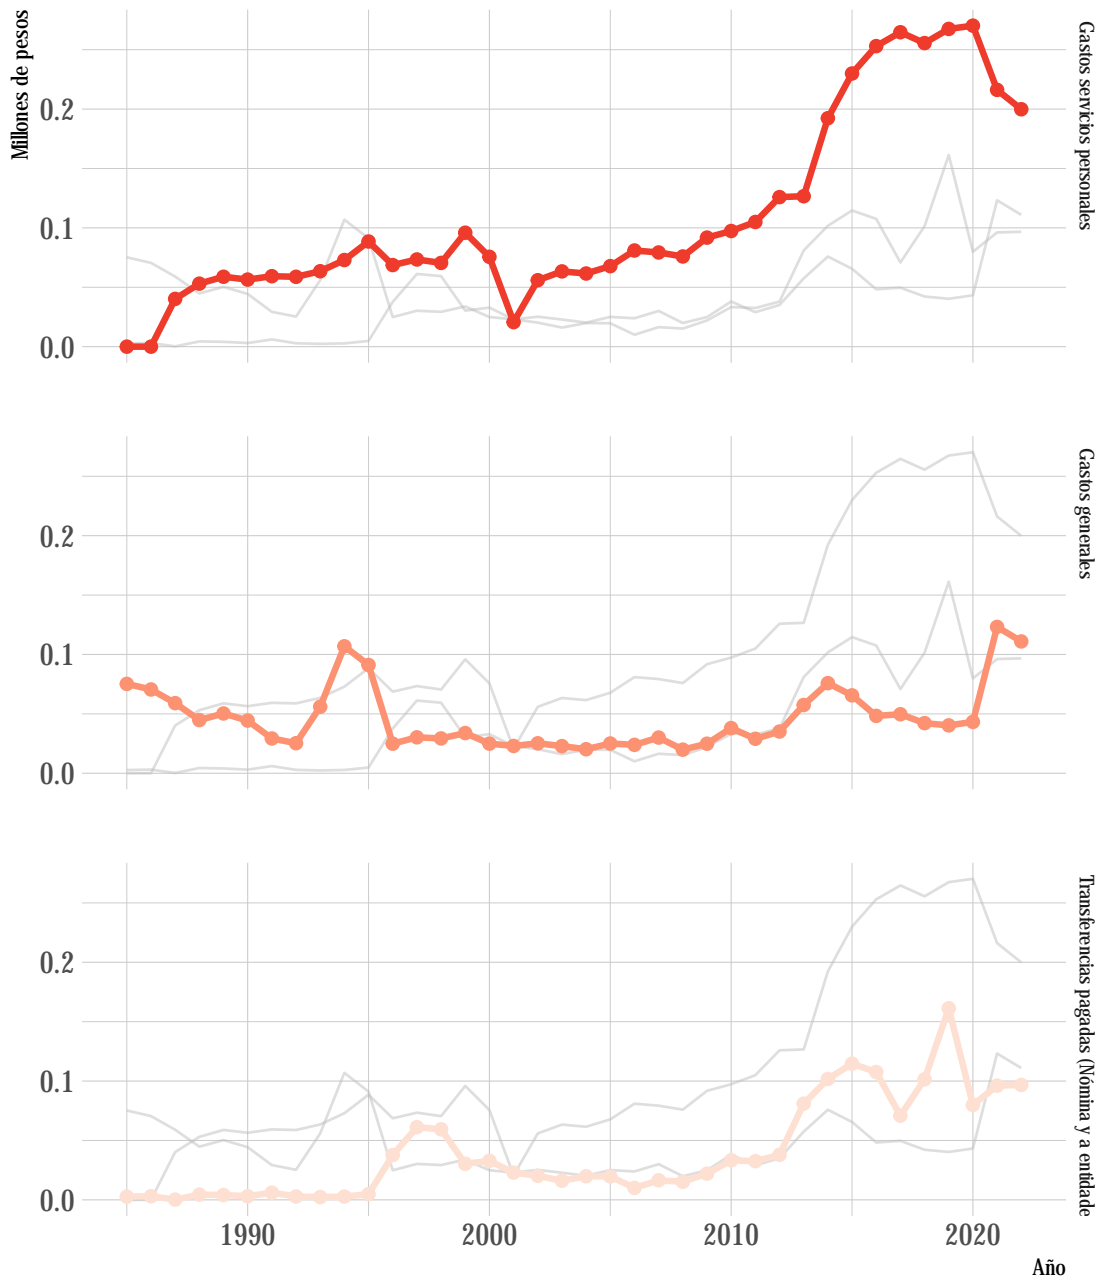 Millones de pesos
0.2
0.1
0.0
Gastos servicios personales
0.2
0.1
0.0
Gastos generales
0.2
0.1
0.0
Transferencias pagadas (Nómina y a entidade
1990 2000 2010 2020
Año